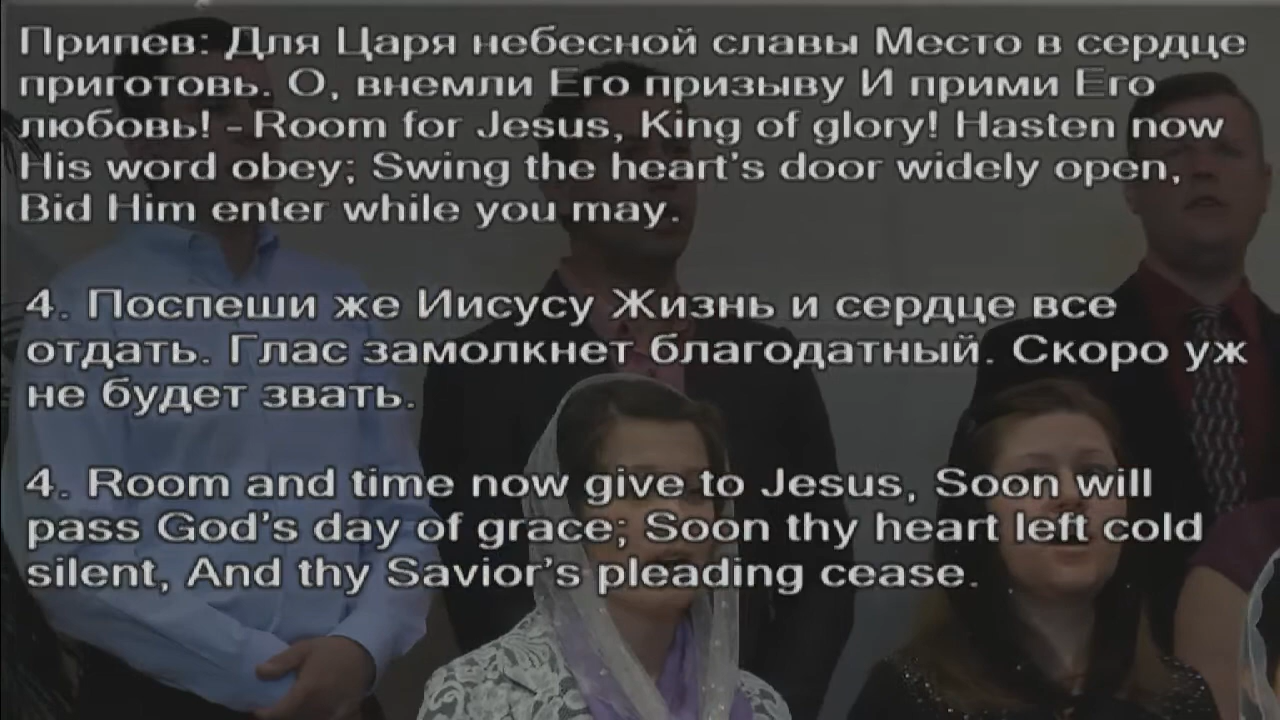 Припев: Для Царя небесной славы Место в сердце
приготовь. О, внемли Его призыву И прими Его
любовь! - Room for Jesus, King of glory! Hasten now
His word obey; Swing the heart's door widely open,
Bid Him enter while you may.
4. Поспеши же Иисусу Жизнь и сердце все
отдать. Глас замолкнет благодатный. Скоро уж
не будет звать.
4. Room and time now give to Jesus, Soon will
pass God's day of grace; Soon thy heart left cold
silent, And thy Savior's pleading cease.